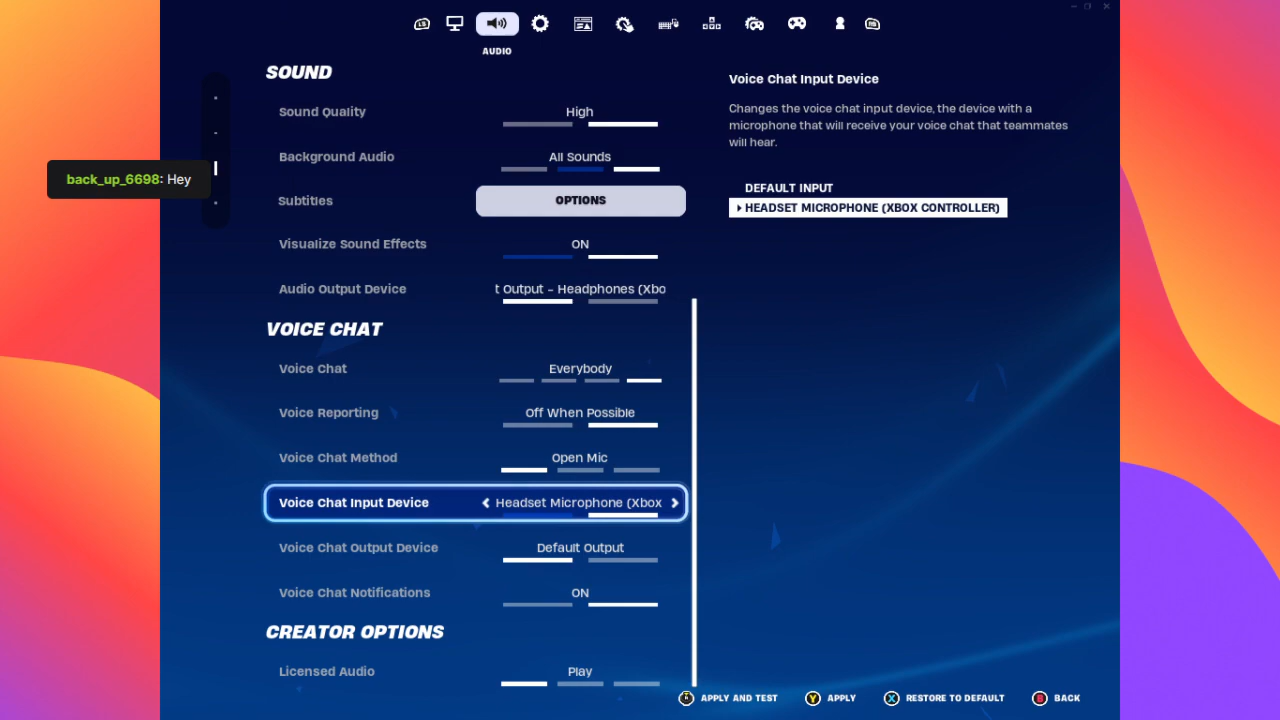 AUDIO
SOUND
Sound Quality
High
Background Audio
All Sounds
Subtitles
OPTIONS
Visualize Sound Effects
ON
Audio Output Device
t Output - Headphones (Xbo
VOICE CHAT
Voice Chat
Everybody
Voice Reporting
Off When Possible
Voice Chat Method
Open Mic
Voice Chat Input Device
Headset Microphone (Xbox
Voice Chat Output Device
Default Output
Voice Chat Notifications
ON
CREATOR OPTIONS
Licensed Audio
Play
Voice Chat Input Device
Changes the voice chat input device, the device with a
microphone that will receive your voice chat that teammates
will hear.
DEFAULT INPUT
HEADSET MICROPHONE (XBOX CONTROLLER)
back_up_6698: Hey
APPLY AND TEST
Y APPLY
X RESTORE TO DEFAULT
B BACK